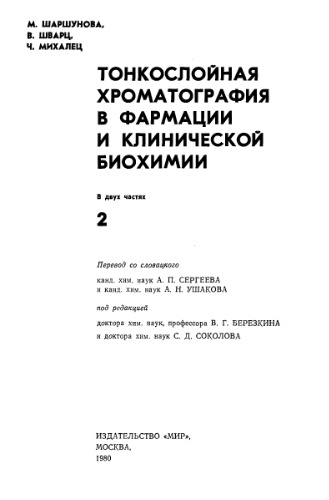 М. ШАРШУНОВА,
В. ШВАРЦ,
Ч. МИХАЛЕЦ
ТОНКОСЛОЙНАЯ
ХРОМАТОГРАФИЯ
В ФАРМАЦИИ
И КЛИНИЧЕСКОЙ
БИОХИМИИ
В двух частях
2
Перевод со словацкого
канд. хим. наук А. П. СЕРГЕЕВА
и канд. хим. наук А. Н. УШАКОВА
под редакцией
доктора хим. наук, профессора В. Г. БЕРЕЗКИНА
и доктора хим. наук С. Д. СОКОЛОВА
ИЗДАТЕЛЬСТВО «МИР»,
МОСКВА,
1980